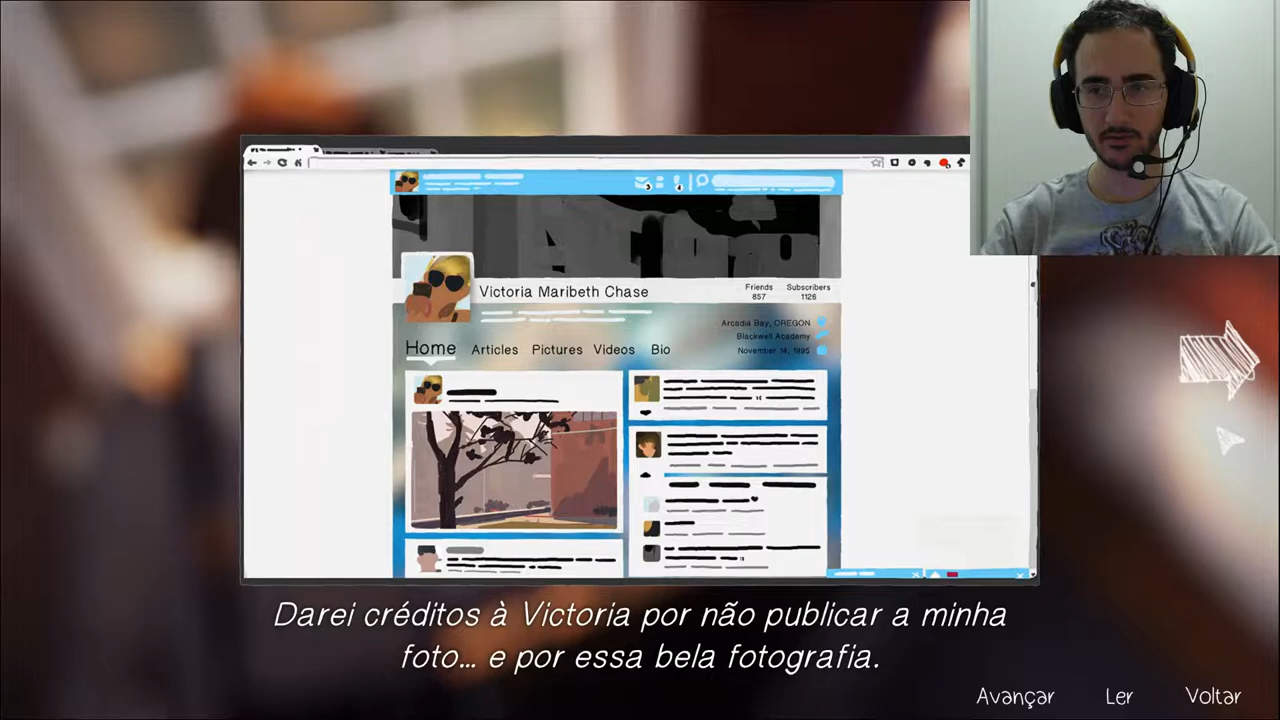 Victoria Maribeth Chase
Friends
857
Subscribers
1126
Arcadia Bay, OREGON
Blackwell Academy
November 14, 1995
Home Articles Pictures Videos Bio
Darei créditos à Victoria por não publicar a minha
foto... e por essa bela fotografia.
Avançar Ler Voltar